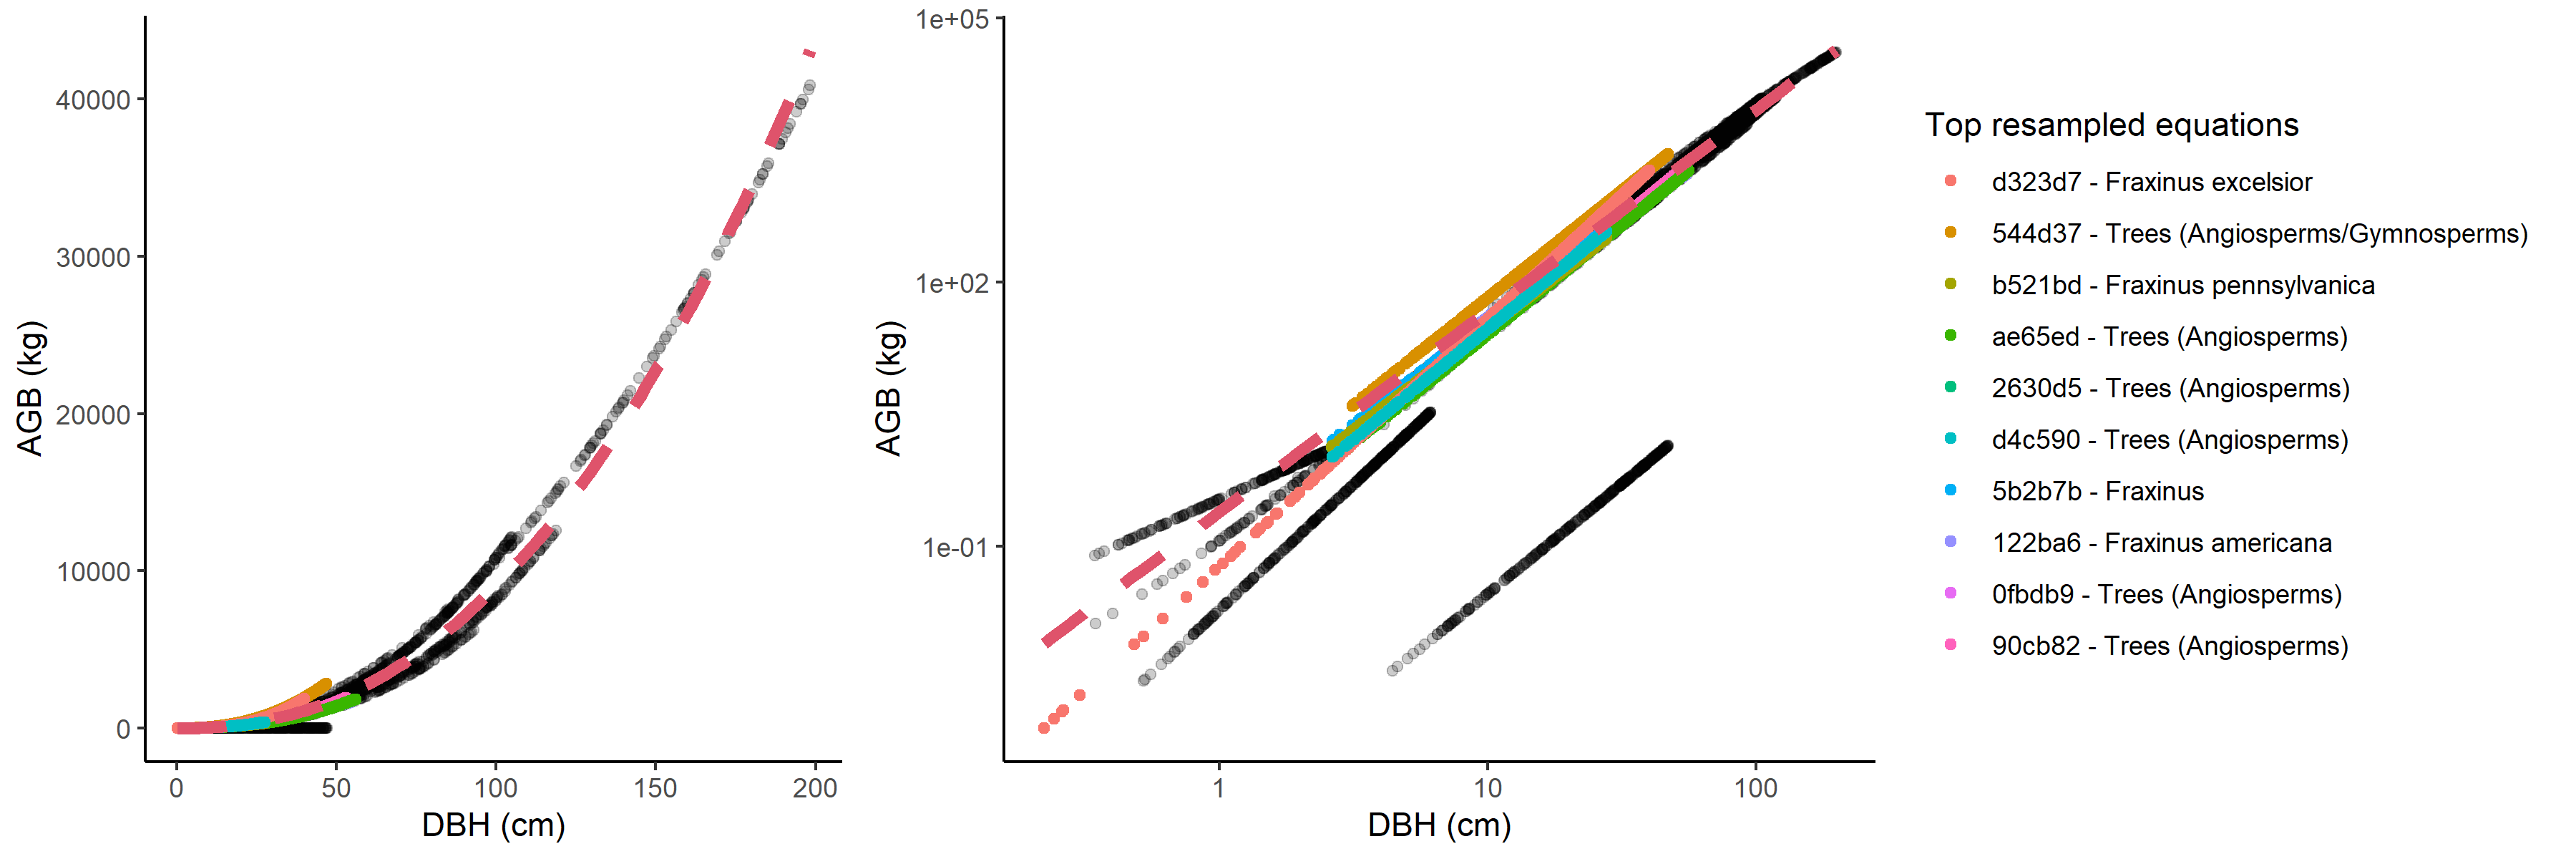 AGB (kg)
40000
30000
20000
10000
0
0 50 100 150 200
DBH (cm)
AGB (kg)
1e+05
1e+02
1e-01
1 10 100
DBH (cm)
Top resampled equations
d323d7 - Fraxinus excelsior
544d37 - Trees (Angiosperms/Gymnosperms)
b521bd - Fraxinus pennsylvanica
ae65ed - Trees (Angiosperms)
2630d5 - Trees (Angiosperms)
d4c590 - Trees (Angiosperms)
5b2b7b - Fraxinus
122ba6 - Fraxinus americana
0fbdb9 - Trees (Angiosperms)
90cb82 - Trees (Angiosperms)